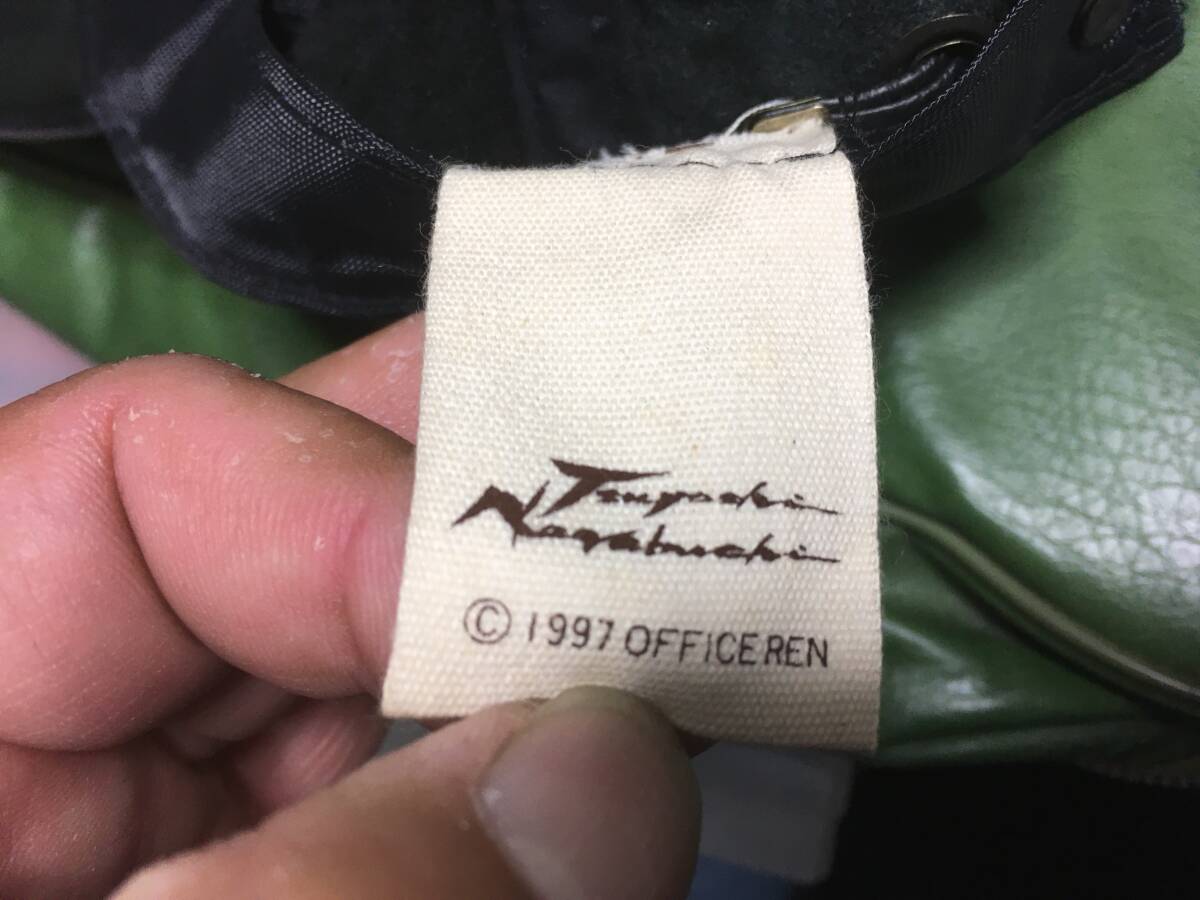 Tsuyoshi
Nagabuchi
© 1997 OFFICE REN